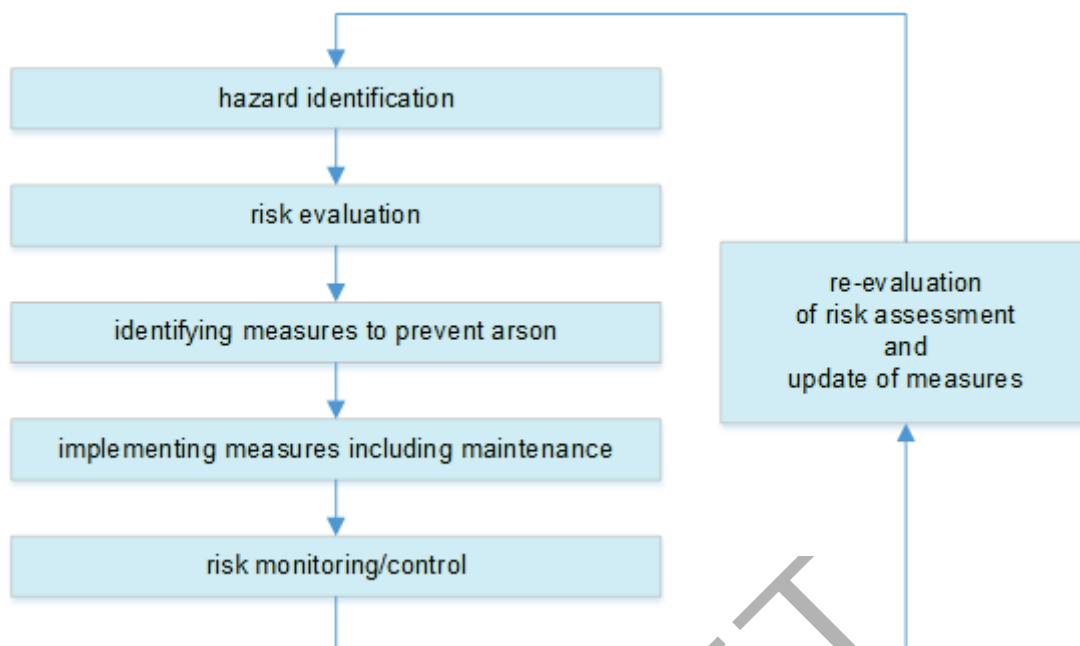 hazard identification
risk evaluation
identifying measures to prevent arson
implementing measures including maintenance
risk monitoring/control
re-evaluation
of risk assessment
and
update of measures